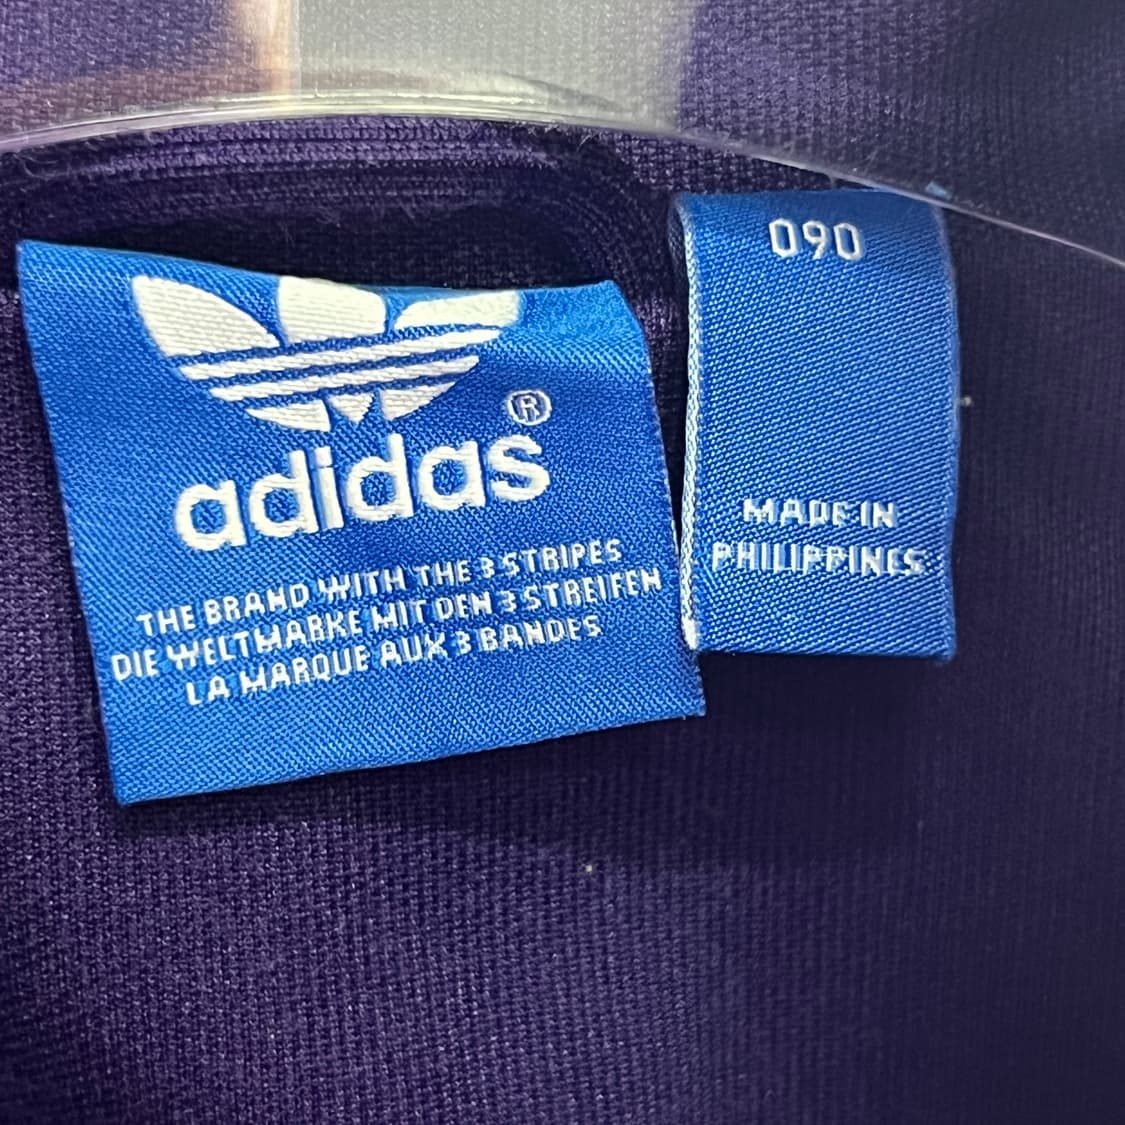 adidas®
THE BRAND WITH THE 3 STRIPES
DIE WELTMARKE MIT DEN 3 STREIFEN
LA MARQUE AUX 3 BANDES
090
MADE IN
PHILIPPINES